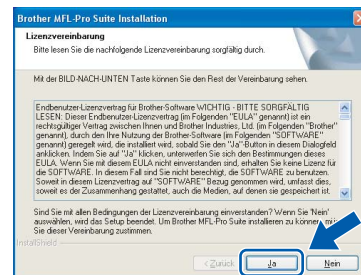 Brother MFL-Pro Suite Installation
Lizenzvereinbarung
Bitte lesen Sie die nachfolgende Lizenzvereinbarung sorgfältig durch.
Mit der BILD-NACH-UNTEN Taste können Sie den Rest der Vereinbarung sehen.
Endbenutzer-Lizenzvertrag für Brother-Software WICHTIG - BITTE SORGFÄLTIG
LESEN: Dieser Endbenutzer-Lizenzvertrag (im Folgenden "EULA" genannt) ist ein
rechtsgültiger Vertrag zwischen Ihnen und Brother Industries, Ltd. (im Folgenden "Brother"
genannt), durch den Ihre Nutzung der Brother-Software (im Folgenden "SOFTWARE"
genannt) geregelt wird, die installiert wird, sobald Sie den "Ja"-Button in diesem Dialogfeld
anklicken. Indem Sie auf "Ja" klicken, unterwerfen Sie sich den Bestimmungen dieses
EULA. Wenn Sie mit diesem EULA nicht einverstanden sind, erhalten Sie keine Lizenz für
die SOFTWARE. In diesem Fall sind Sie nicht berechtigt, die SOFTWARE zu benutzen.
Soweit in diesem Lizenzvertrag auf "SOFTWARE" Bezug genommen wird, umfasst dies,
soweit es der Zusammenhang gestattet, auch die Medien, auf denen sie gespeichert ist.
Sind Sie mit allen Bedingungen der Lizenzvereinbarung einverstanden? Wenn Sie 'Nein'
auswählen, wird das Setup beendet. Um Brother MFL-Pro Suite installieren zu können,
Sie dieser Vereinbarung zustimmen.
InstallShield
< Zurück
Ja
Nein